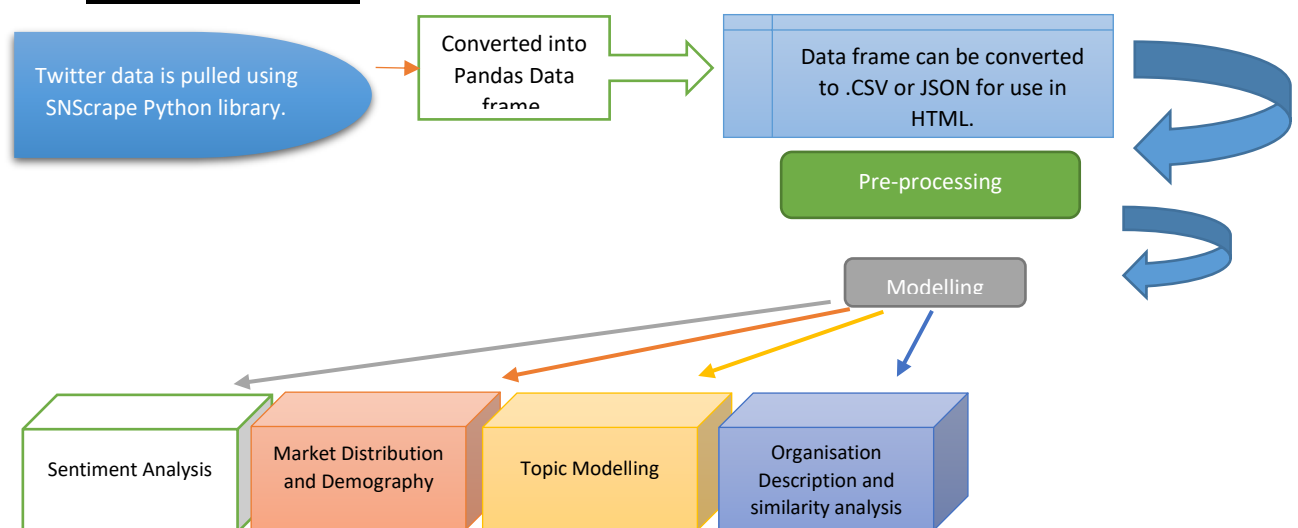 Twitter data is pulled using
SNScrape Python library.
Converted into
Pandas Data
frame
Data frame can be converted
to .CSV or JSON for use in
HTML.
Pre-processing
Modelling
Sentiment Analysis
Market Distribution
and Demography
Topic Modelling
Organisation
Description and
similarity analysis